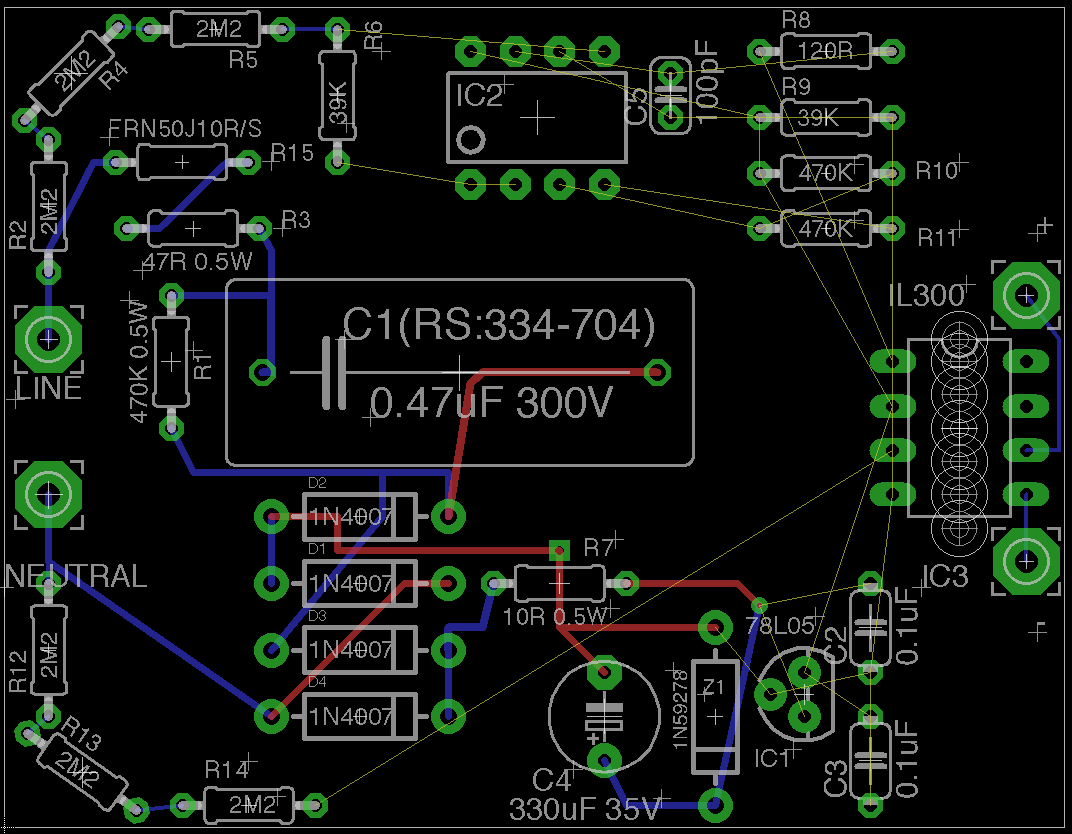 2M2
R5
R4
2M2
R6
39K
FRN50J10R/S
R15
R2
2M2
R3
47R 0.5W
470K 0.5W
R1
LINE
C1(RS:334-704)
0.47uF 300V
IC2
C5
100pF
R8
120R
R9
39K
470K
R10
470K
R11
+
IL300
IC3
-
NEUTRAL
R12
2M2
R13
2M2
R14
2M2
D2
1N4007
D1
1N4007
D3
1N4007
D4
1N4007
R7
10R 0.5W
+
C4
330uF 35V
1N5927B
Z1
78L05
IC1
C2
0.1uF
C3
0.1uF